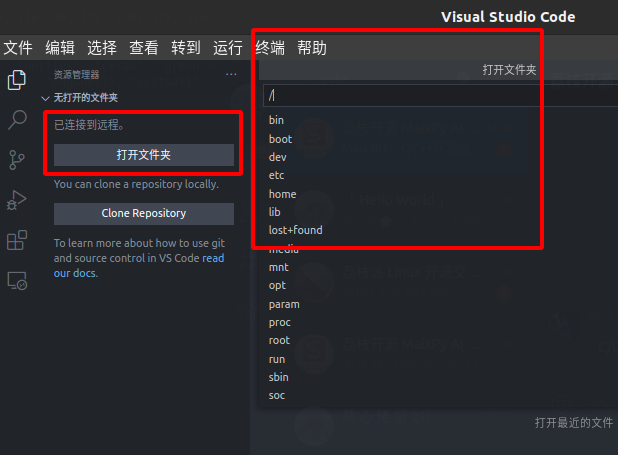 Visual Studio Code
文件 编辑 选择 查看 转到 运行 终端 帮助
资源管理器 ...
无打开的文件夹
已连接到远程。
打开文件夹
You can clone a repository locally.
Clone Repository
To learn more about how to use git
and source control in VS Code read
our docs.
打开文件夹
/
bin
boot
dev
etc
home
lib
lost+found
media
mnt
opt
param
proc
root
run
sbin
soc
打开最近的文件